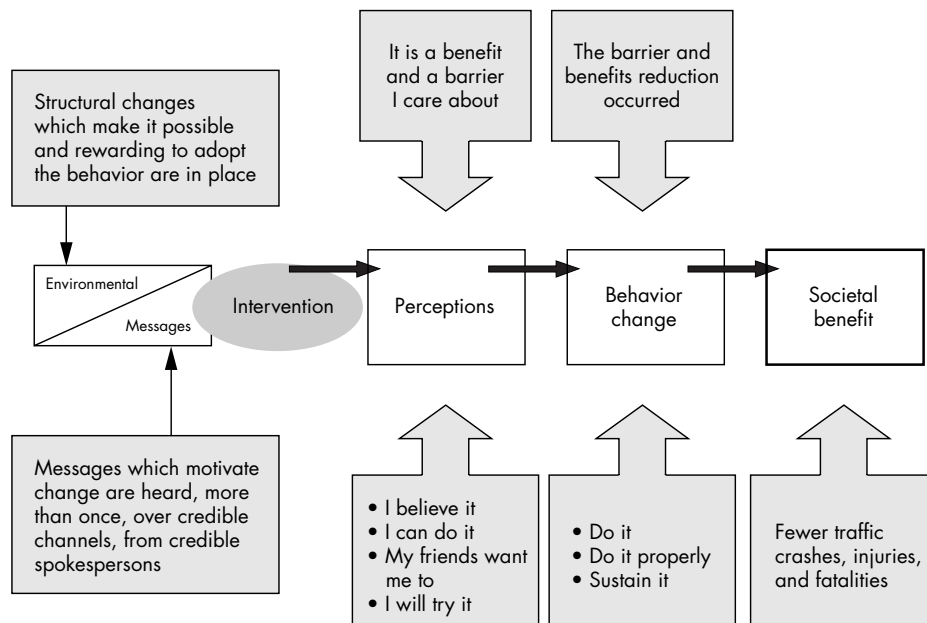 It is a benefit
and a barrier
I care about
The barrier and
benefits reduction
occurred
Structural changes
which make it possible
and rewarding to adopt
the behavior are in place
Environmental
Messages
Intervention
Perceptions
Behavior
change
Societal
benefit
Messages which motivate
change are heard, more
than once, over credible
channels, from credible
spokespersons
• I believe it
• I can do it
• My friends want
me to
• I will try it
• Do it
• Do it properly
• Sustain it
Fewer traffic
crashes, injuries,
and fatalities